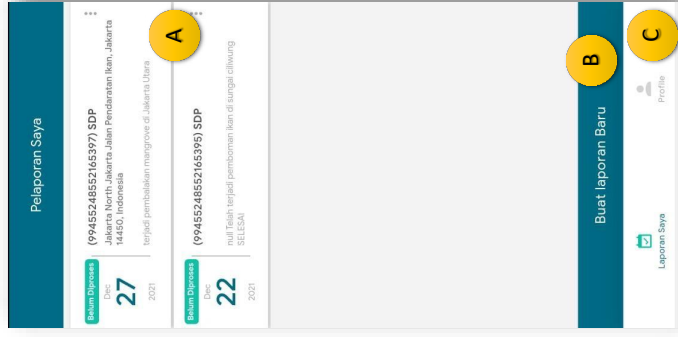 Pelaporan Saya
Belum Diproses
Dec
27
2021
(99455248552165397) SDP
Jakarta North Jakarta Jalan Pendaratan Ikan, Jakarta
14450, Indonesia
terjadi pembalakan mangrove di Jakarta Utara
A
Belum Diproses
Dec
22
2021
(99455248552165395) SDP
null Telah terjadi pemboman ikan di sungai ciliwung
SELESAI
Buat laporan Baru
B
Laporan Saya
Profile
C